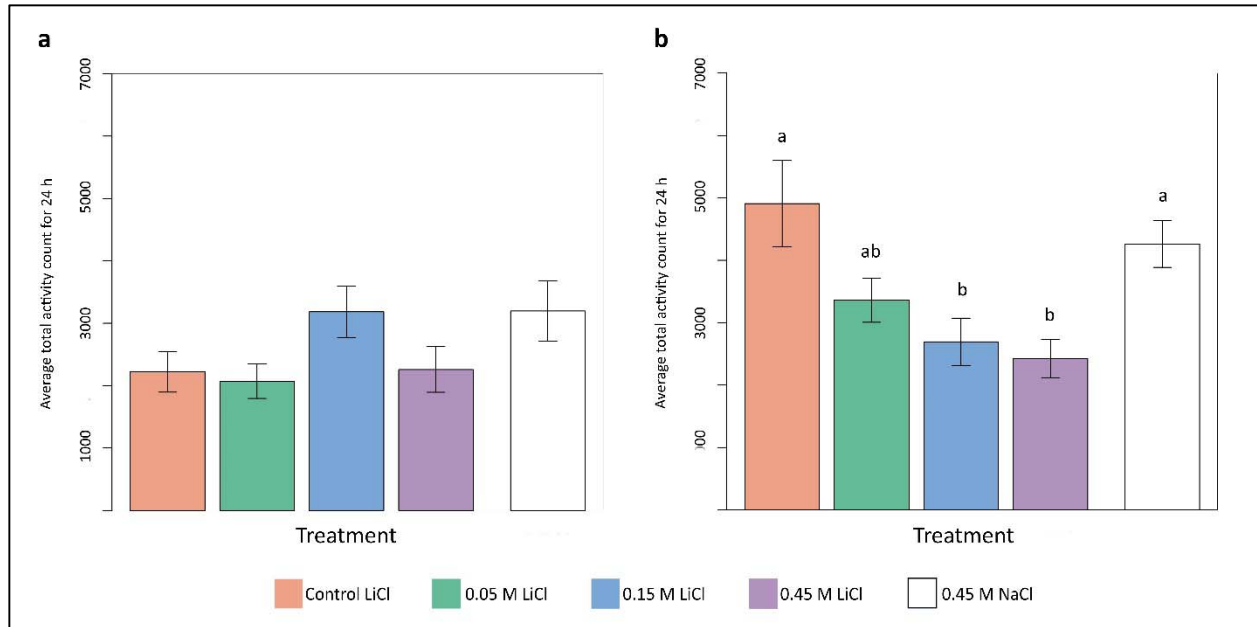 a
7000
5000
3000
1000
Average total activity count for 24 h
Treatment
b
7000
5000
3000
00
Average total activity count for 24 h
a
ab
b
b
a
Treatment
Control LiCl
0.05 M LiCl
0.15 M LiCl
0.45 M LiCl
0.45 M NaCl